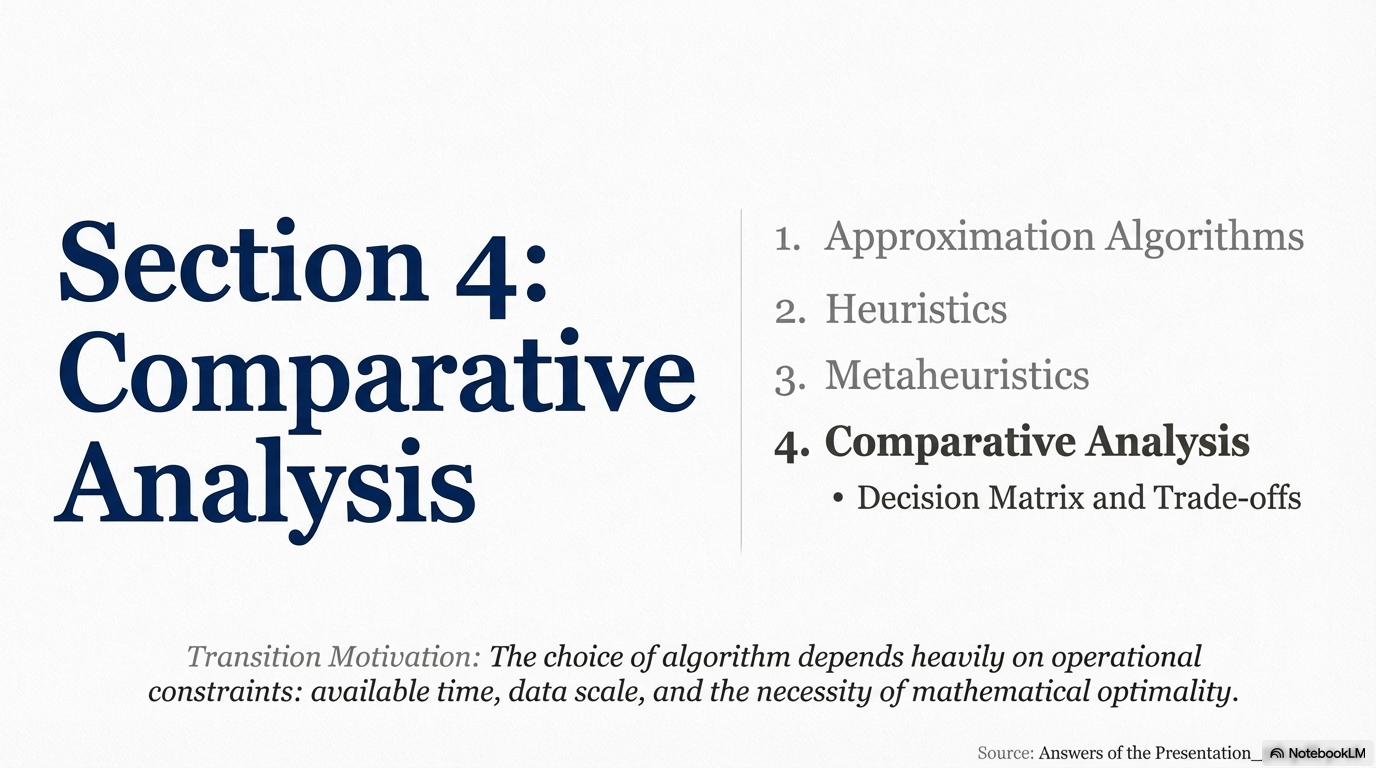 Section 4:
Comparative
Analysis
1. Approximation Algorithms
2. Heuristics
3. Metaheuristics
4. Comparative Analysis
• Decision Matrix and Trade-offs
Transition Motivation: The choice of algorithm depends heavily on operational
constraints: available time, data scale, and the necessity of mathematical optimality.
Source: Answers of the Presentation_
NotebookLM